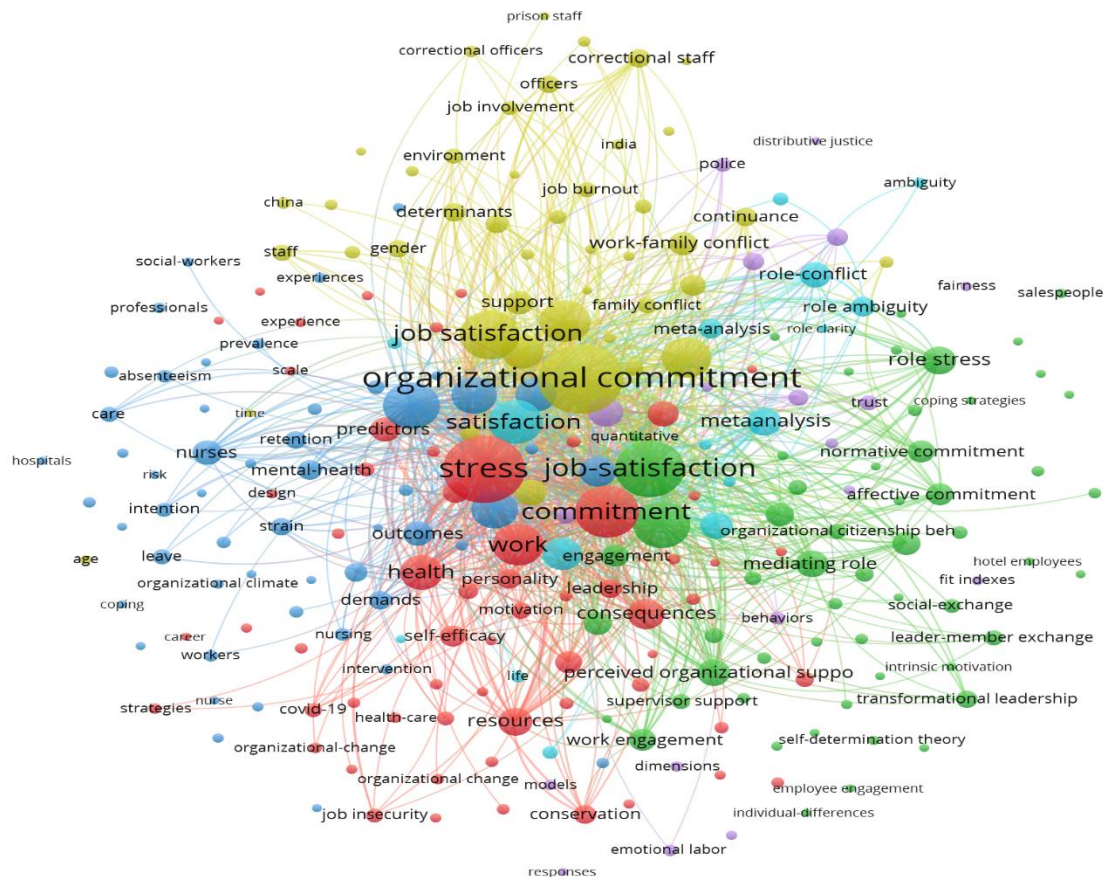 prison staff
correctional officers
correctional staff
officers
job involvement
india
distributive justice
environment
police
job burnout
ambiguity
china
determinants
continuance
gender
work-family conflict
staff
social-workers
experiences
role-conflict
fairness
salespeople
professionals
support
family conflict
role ambiguity
experience
job satisfaction
meta-analysis
role clarity
prevalence
role stress
scale
absenteeism
organizational commitment
coping strategies
trust
care
time
satisfaction
metaanalysis
predictors
quantitative
retention
nurses
normative commitment
hospitals
mental-health
stress
job-satisfaction
risk
design
affective commitment
intention
commitment
strain
outcomes
organizational citizenship beh
work
leave
engagement
age
mediating role
hotel employees
health
personality
organizational climate
leadership
fit indexes
demands
coping
motivation
consequences
social-exchange
behaviors
nursing
self-efficacy
career
leader-member exchange
workers
intervention
life
perceived organizational suppo
intrinsic motivation
strategies
nurse
supervisor support
transformational leadership
covid-19
health-care
resources
work engagement
self-determination theory
organizational-change
dimensions
organizational change
models
employee engagement
job insecurity
conservation
individual-differences
emotional labor
responses